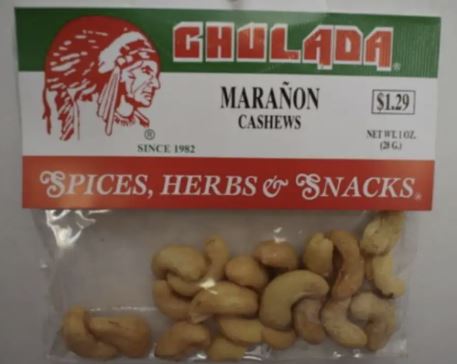 CHULADA®
MARAÑON
CASHEWS
$1.29
NET WT. 1 OZ.
(28 G.)
®
SINCE 1982
SPICES, HERBS & SNACKS®